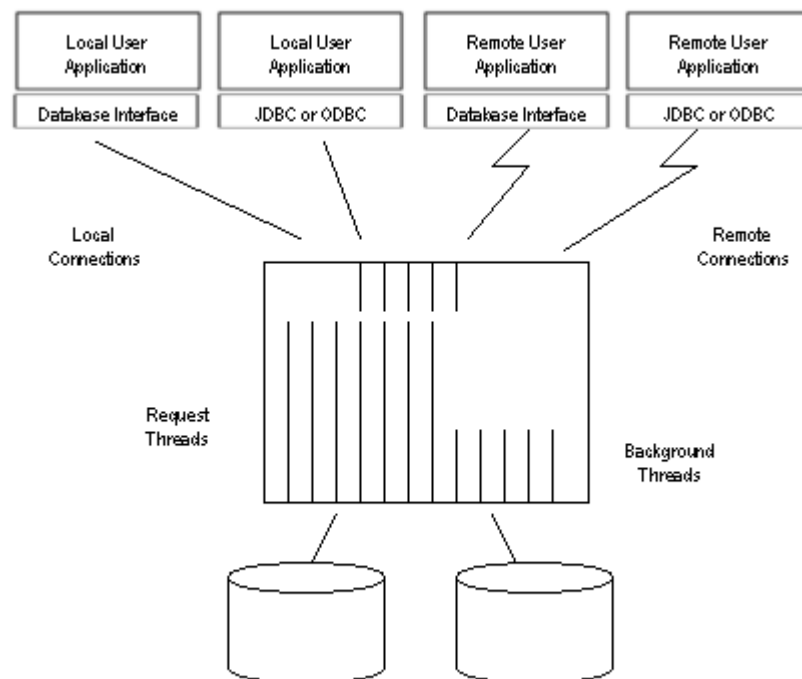 Local User
Application
Local User
Application
Remote User
Application
Remote User
Application
Database Interface
JDBC or ODBC
Database Interface
JDBC or ODBC
Local
Connections
Remote
Connections
Request
Threads
Background
Threads